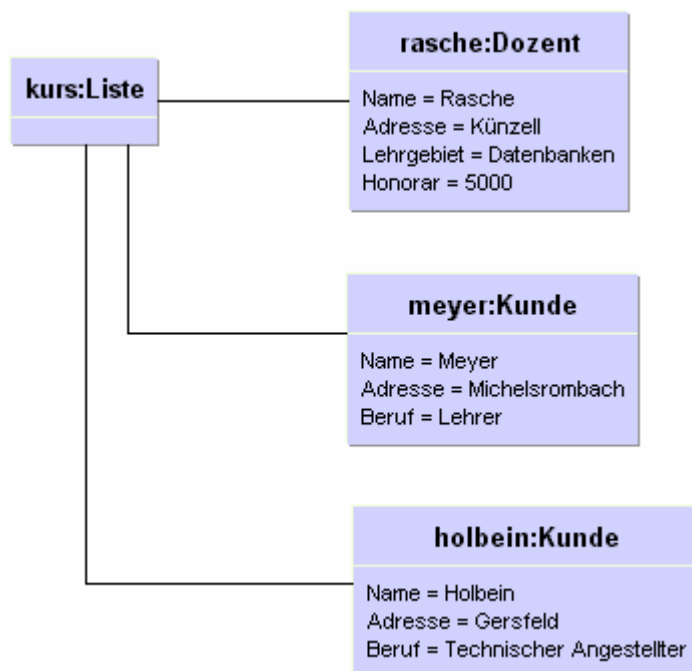 kurs:Liste
rasche:Dozent
Name = Rasche
Adresse = Künzell
Lehrgebiet = Datenbanken
Honorar = 5000
meyer:Kunde
Name = Meyer
Adresse = Michelsrombach
Beruf = Lehrer
holbein:Kunde
Name = Holbein
Adresse = Gersfeld
Beruf = Technischer Angestellter